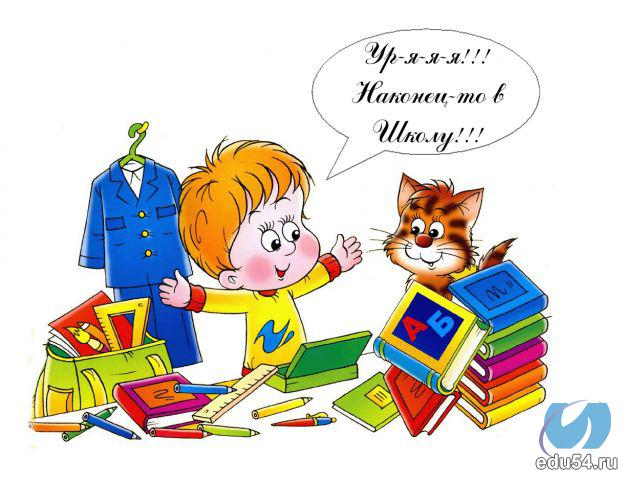 Ур-я-я-я!!!
Наконец-то в
Школу!!!
А
Б
edu54.ru